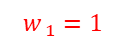 w₁ = 1